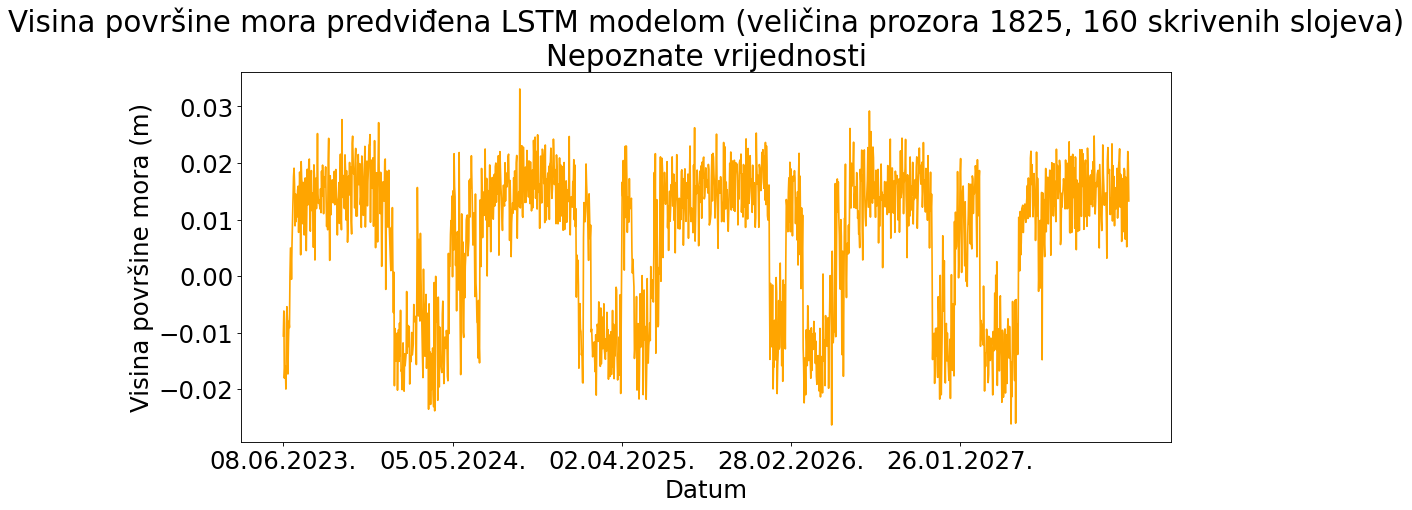 Visina površine mora predviđena LSTM modelom (veličina prozora 1825, 160 skrivenih slojeva)
Nepoznate vrijednosti
Visina površine mora (m)
0.03
0.02
0.01
0.00
−0.01
−0.02
08.06.2023. 05.05.2024. 02.04.2025. 28.02.2026. 26.01.2027.
Datum